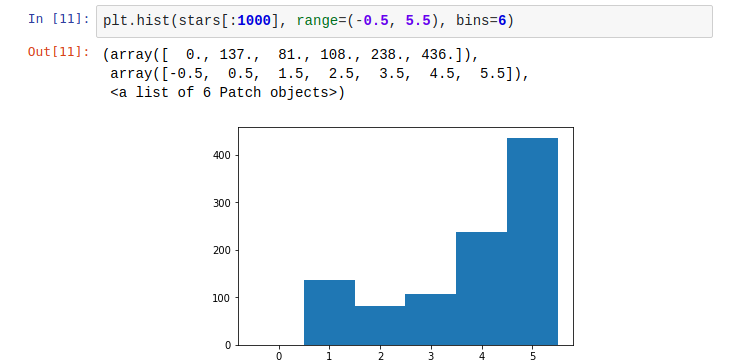 In [11]: plt.hist(stars[:1000], range=(-0.5, 5.5), bins=6)
Out[11]: (array([  0., 137.,  81., 108., 238., 436.]),
 array([-0.5,  0.5,  1.5,  2.5,  3.5,  4.5,  5.5]),
 <a list of 6 Patch objects>)
400
300
200
100
0
0 1 2 3 4 5